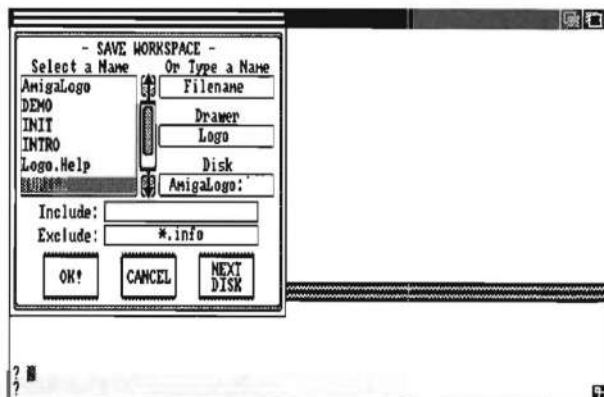 - SAVE WORKSPACE -
Select a Name
Or Type a Name
AmigaLogo
DEMO
INIT
INTRO
Logo.Help
Filename
Drawer
Logo
Disk
AmigaLogo:
Include:
Exclude: *.info
OK!
CANCEL
NEXT
DISK
?
?